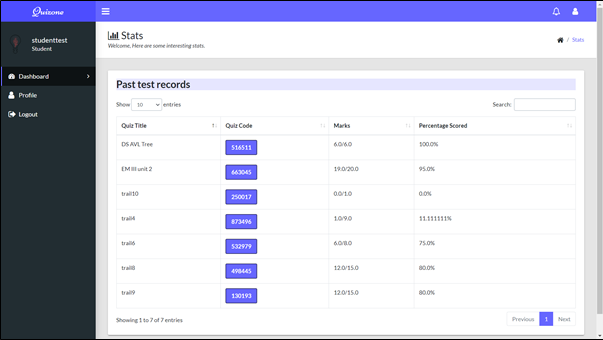 Quizone
studenttest
Student
Dashboard
Profile
Logout
Stats
Welcome, Here are some interesting stats.
/ Stats
Past test records
Show 10 entries
Search:
Quiz Title Quiz Code Marks Percentage Scored
DS AVL Tree 516511 6.0/6.0 100.0%
EM III unit 2 663045 19.0/20.0 95.0%
trail10 250017 0.0/1.0 0.0%
trail4 873496 1.0/9.0 11.111111%
trail6 532979 6.0/8.0 75.0%
trail8 498445 12.0/15.0 80.0%
trail9 130193 12.0/15.0 80.0%
Showing 1 to 7 of 7 entries
Previous 1 Next